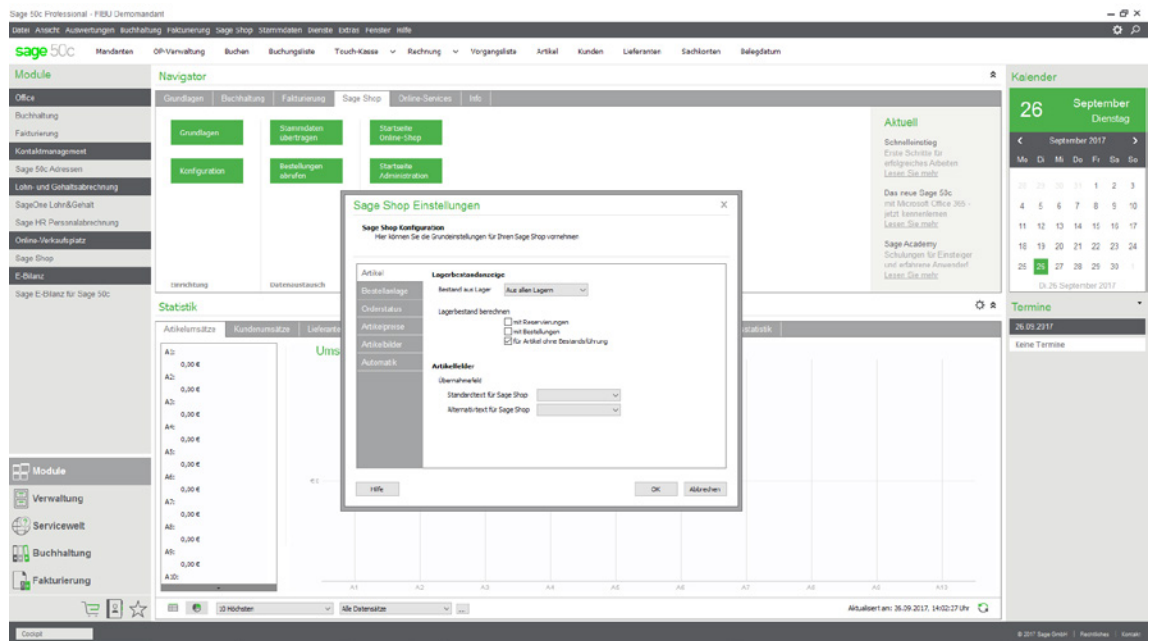 Sage 50c Professional - FIBU Demomandant
Datei Ansicht Auswertungen Buchhaltung Fakturierung Sage Shop Stammdaten Dienste Extras Fenster Hilfe
sage 50c Mandanten OP-Verwaltung Buchen Buchungsliste Touch-Kasse Rechnung Vorgangsliste Artikel Kunden Lieferanten Sachkonten Belegdatum
Module
Office
Buchhaltung
Fakturierung
Kontaktmanagement
Sage 50c Adressen
Lohn- und Gehaltsabrechnung
SageOne Lohn&Gehalt
Sage HR Personalabrechnung
Online-Verkaufsplatz
Sage Shop
E-Bilanz
Sage E-Bilanz für Sage 50c
Module
Verwaltung
Servicewelt
Buchhaltung
Fakturierung
Cockpit
Navigator
Grundlagen Buchhaltung Fakturierung Sage Shop Online-Services Info
Grundlagen
Stammdaten
übertragen
Startseite
Online-Shop
Konfiguration
Bestellungen
abrufen
Startseite
Administration
Einrichtung Datenaustausch
Aktuell
Schnelleinstieg
Erste Schritte für
erfolgreiches Arbeiten
Lesen Sie mehr
Das neue Sage 50c
mit Microsoft Office 365 -
jetzt kennenlernen.
Lesen Sie mehr
Sage Academy
Schulungen für Einsteiger
und erfahrene Anwender!
Lesen Sie mehr
Sage Shop Einstellungen
Sage Shop Konfiguration
Hier können Sie die Grundeinstellungen für Ihren Sage Shop vornehmen
Artikel
Bestellanlage
Orderstatus
Artikelpreise
Artikelbilder
Automatik
Lagerbestandanzeige
Bestand aus Lager Aus allen Lagern
Lagerbestand berechnen
mit Reservierungen
mit Bestellungen
für Artikel ohne Bestandsführung
Artikelfelder
Übernahmefeld
Standardtext für Sage Shop
Alternativtext für Sage Shop
Hilfe OK Abbrechen
Statistik
Artikelumsätze Kundenumsätze Lieferante
statistik
Ums
A1:
0,00 €
A2:
0,00 €
A3:
0,00 €
A4:
0,00 €
A5:
0,00 €
A6:
0,00 €
A7:
0,00 €
A8:
0,00 €
A9:
0,00 €
A10:
A1 A2 A3 A4 A5 A6 A7 A8 A9 A10
10 Höchsten Alle Datensätze ...
Aktualisiert am: 26.09.2017, 14:02:27 Uhr
Kalender
26 September
Dienstag
September 2017
Mo Di Mi Do Fr Sa So
28 29 30 31 1 2 3
4 5 6 7 8 9 10
11 12 13 14 15 16 17
18 19 20 21 22 23 24
25 26 27 28 29 30 1
Di, 26 September 2017
Termine
26.09.2017
Keine Termine
© 2017 Sage GmbH | Rechtliches | Kontakt